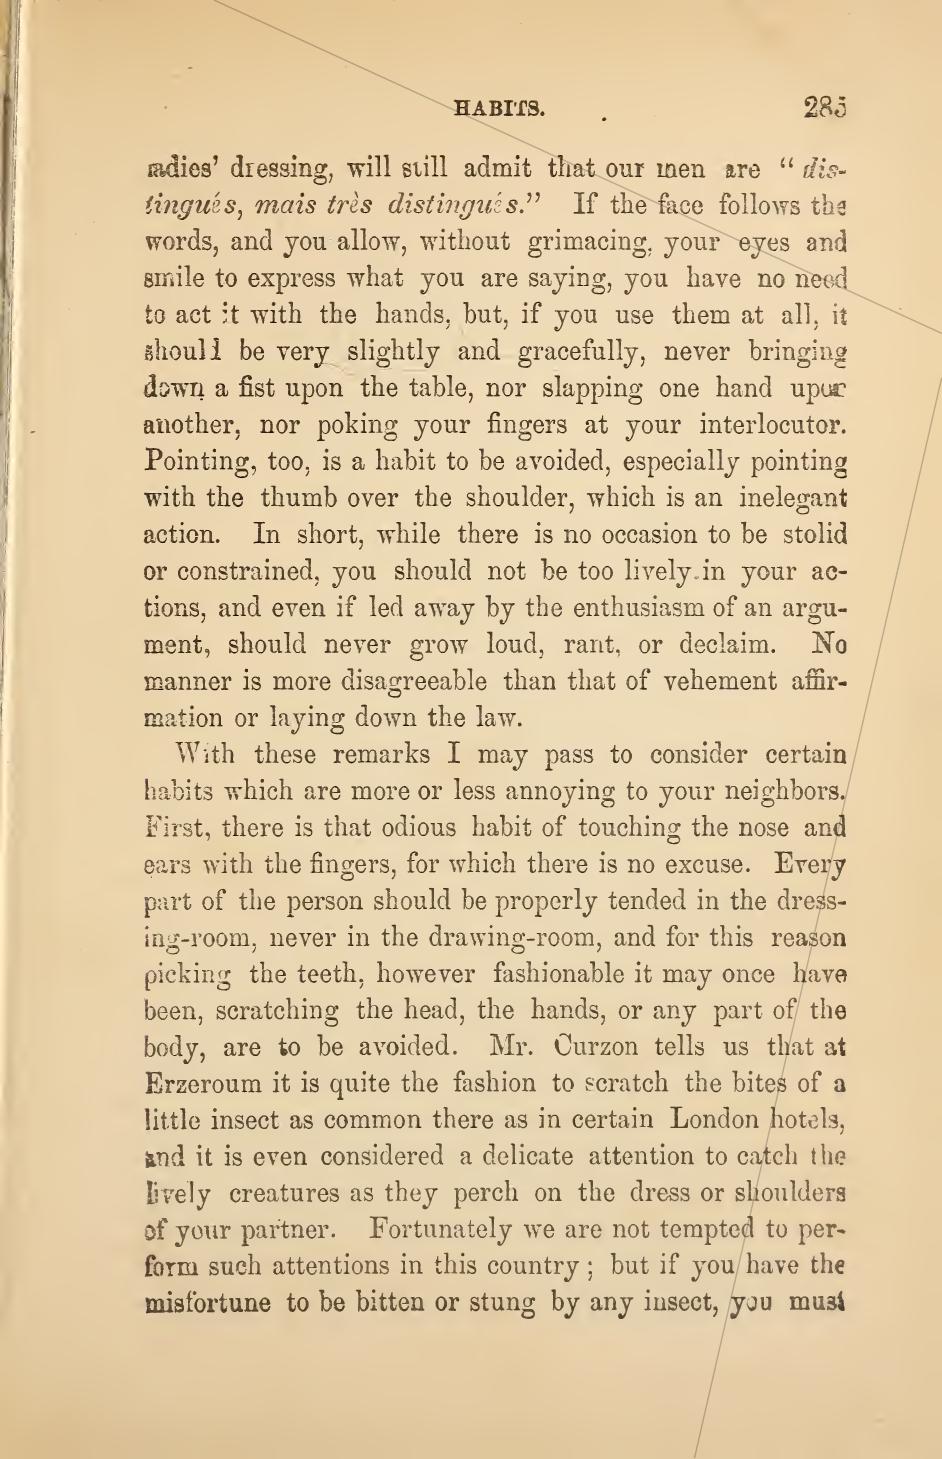 HABITS. 285
ladies' dressing, will still admit that our men are “dis-
tingués, mais très distingués.” If the face follows the
words, and you allow, without grimacing, your eyes and
smile to express what you are saying, you have no need
to act it with the hands, but, if you use them at all, it
should be very slightly and gracefully, never bringing
down a fist upon the table, nor slapping one hand upon
another, nor poking your fingers at your interlocutor.
Pointing, too, is a habit to be avoided, especially pointing
with the thumb over the shoulder, which is an inelegant
action. In short, while there is no occasion to be stolid
or constrained, you should not be too lively in your ac-
tions, and even if led away by the enthusiasm of an argu-
ment, should never grow loud, rant, or declaim. No
manner is more disagreeable than that of vehement affir-
mation or laying down the law.
With these remarks I may pass to consider certain
habits which are more or less annoying to your neighbors.
First, there is that odious habit of touching the nose and
ears with the fingers, for which there is no excuse. Every
part of the person should be properly tended in the dress-
ing-room, never in the drawing-room, and for this reason
picking the teeth, however fashionable it may once have
been, scratching the head, the hands, or any part of the
body, are to be avoided. Mr. Curzon tells us that at
Erzeroum it is quite the fashion to scratch the bites of a
little insect as common there as in certain London hotels,
and it is even considered a delicate attention to catch the
lively creatures as they perch on the dress or shoulders
of your partner. Fortunately we are not tempted to per-
form such attentions in this country; but if you have the
misfortune to be bitten or stung by any insect, you must